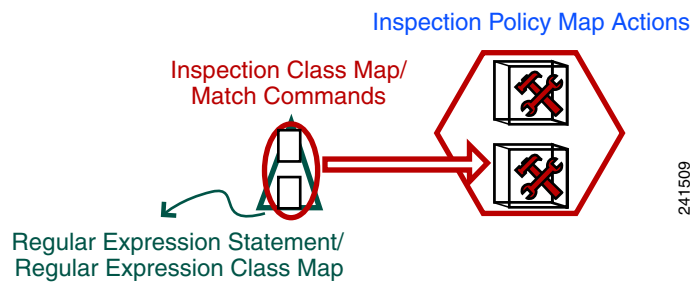 Inspection Policy Map Actions
Inspection Class Map/
Match Commands
241509
Regular Expression Statement/
Regular Expression Class Map